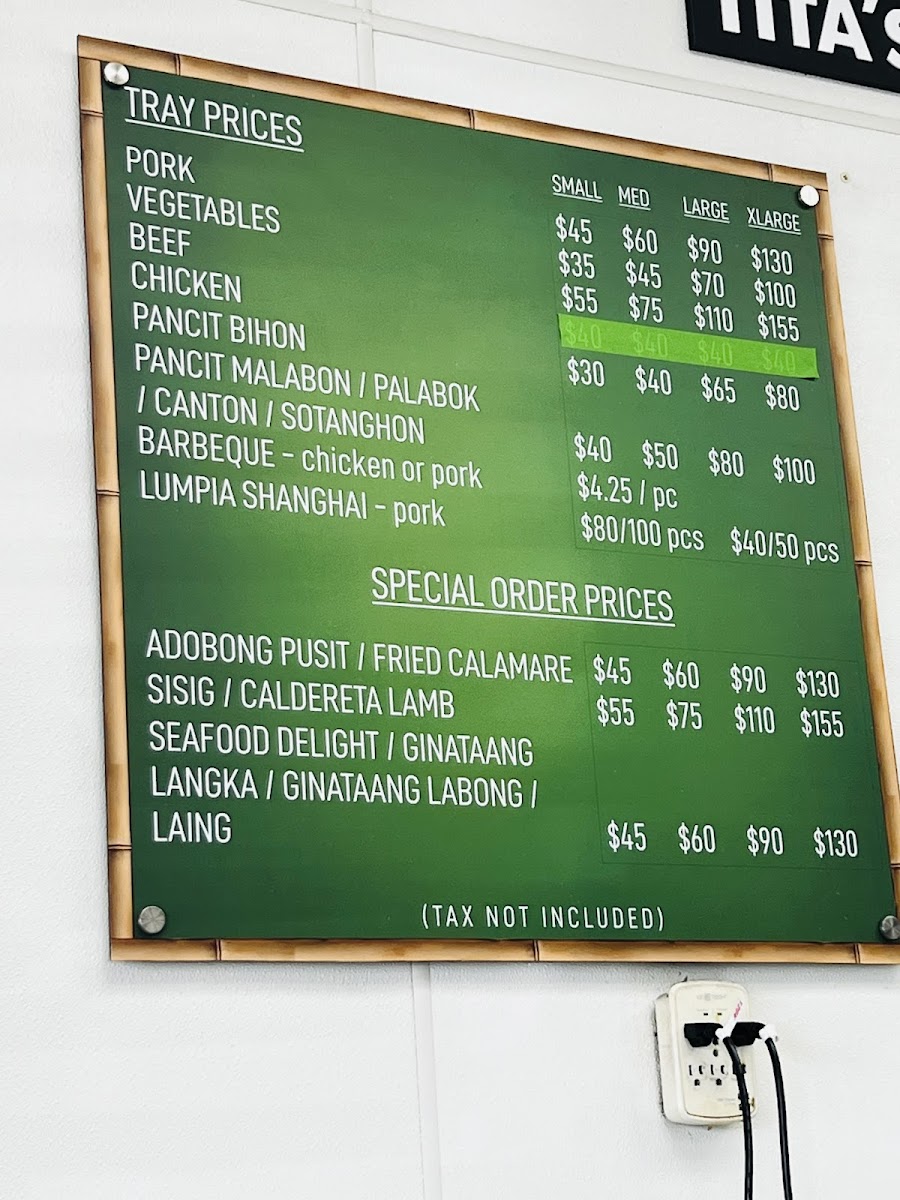 TITA'S
TRAY PRICES
SMALL MED LARGE XLARGE
PORK $45 $60 $90 $130
VEGETABLES $35 $45 $70 $100
BEEF $55 $75 $110 $155
CHICKEN $40 $40 $40 $40
PANCIT BIHON $30 $40 $65 $80
PANCIT MALABON / PALABOK
/ CANTON / SOTANGHON $40 $50 $80 $100
BARBEQUE - chicken or pork $4.25 / pc
LUMPIA SHANGHAI - pork $80/100 pcs $40/50 pcs
SPECIAL ORDER PRICES
ADOBONG PUSIT / FRIED CALAMARE $45 $60 $90 $130
SISIG / CALDERETA LAMB $55 $75 $110 $155
SEAFOOD DELIGHT / GINATAANG
LANGKA / GINATAANG LABONG /
LAING $45 $60 $90 $130
(TAX NOT INCLUDED)